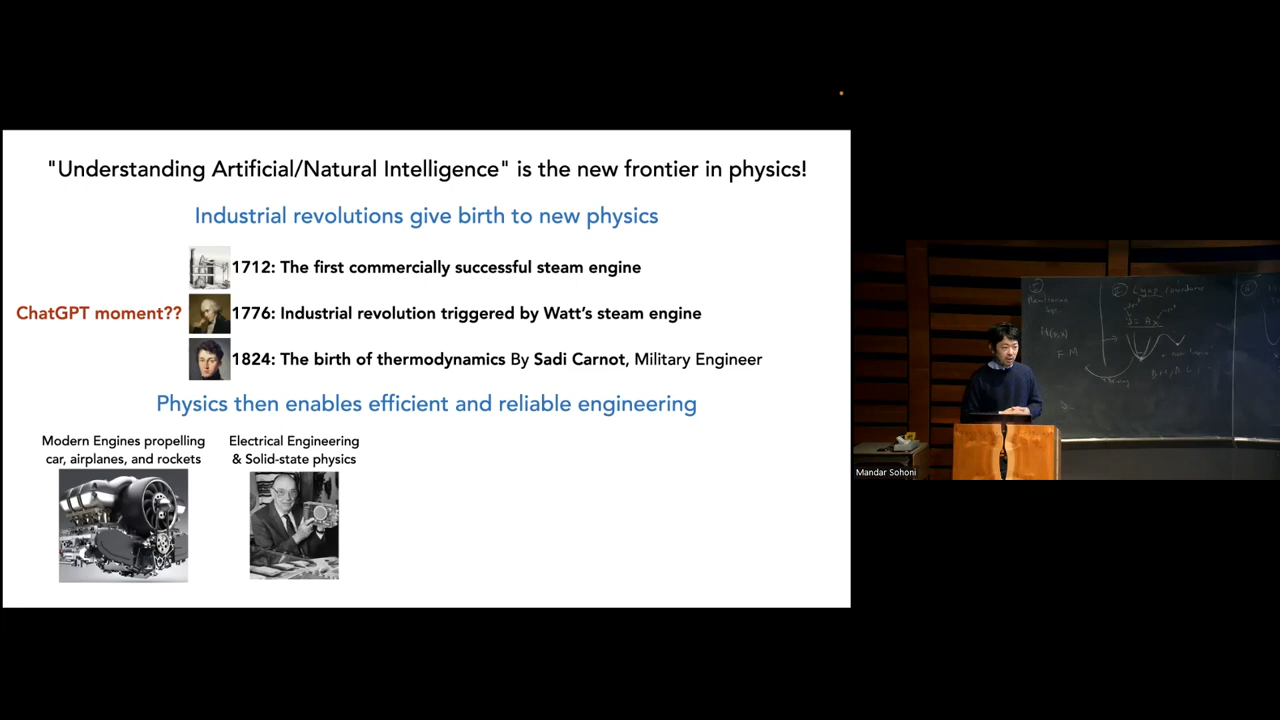 "Understanding Artificial/Natural Intelligence" is the new frontier in physics!
Industrial revolutions give birth to new physics
1712: The first commercially successful steam engine
ChatGPT moment?? 1776: Industrial revolution triggered by Watt's steam engine
1824: The birth of thermodynamics By Sadi Carnot, Military Engineer
Physics then enables efficient and reliable engineering
Modern Engines propelling
car, airplanes, and rockets
Electrical Engineering
& Solid-state physics
Mandar Sohoni